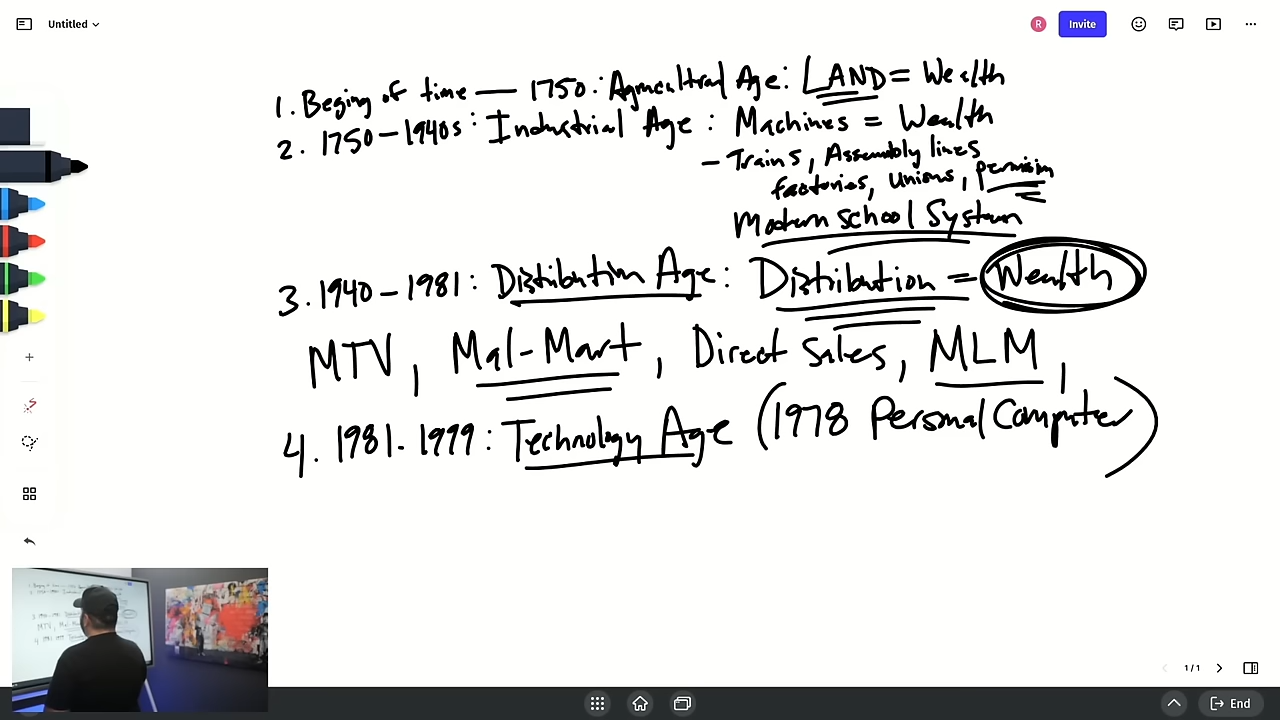 Untitled
R
Invite
1. Beging of time — 1750: Agricultral Age: LAND = Wealth
2. 1750-1940s: Industrial Age: Machines = Wealth
- Trains, Assembly lines
factories, Unions, permission
Modern School System
3. 1940-1981: Distribution Age: Distribution = Wealth
MTV, Wal-Mart, Direct Sales, MLM,
4. 1981-1999: Technology Age (1978 Personal Computer)
1/1
End